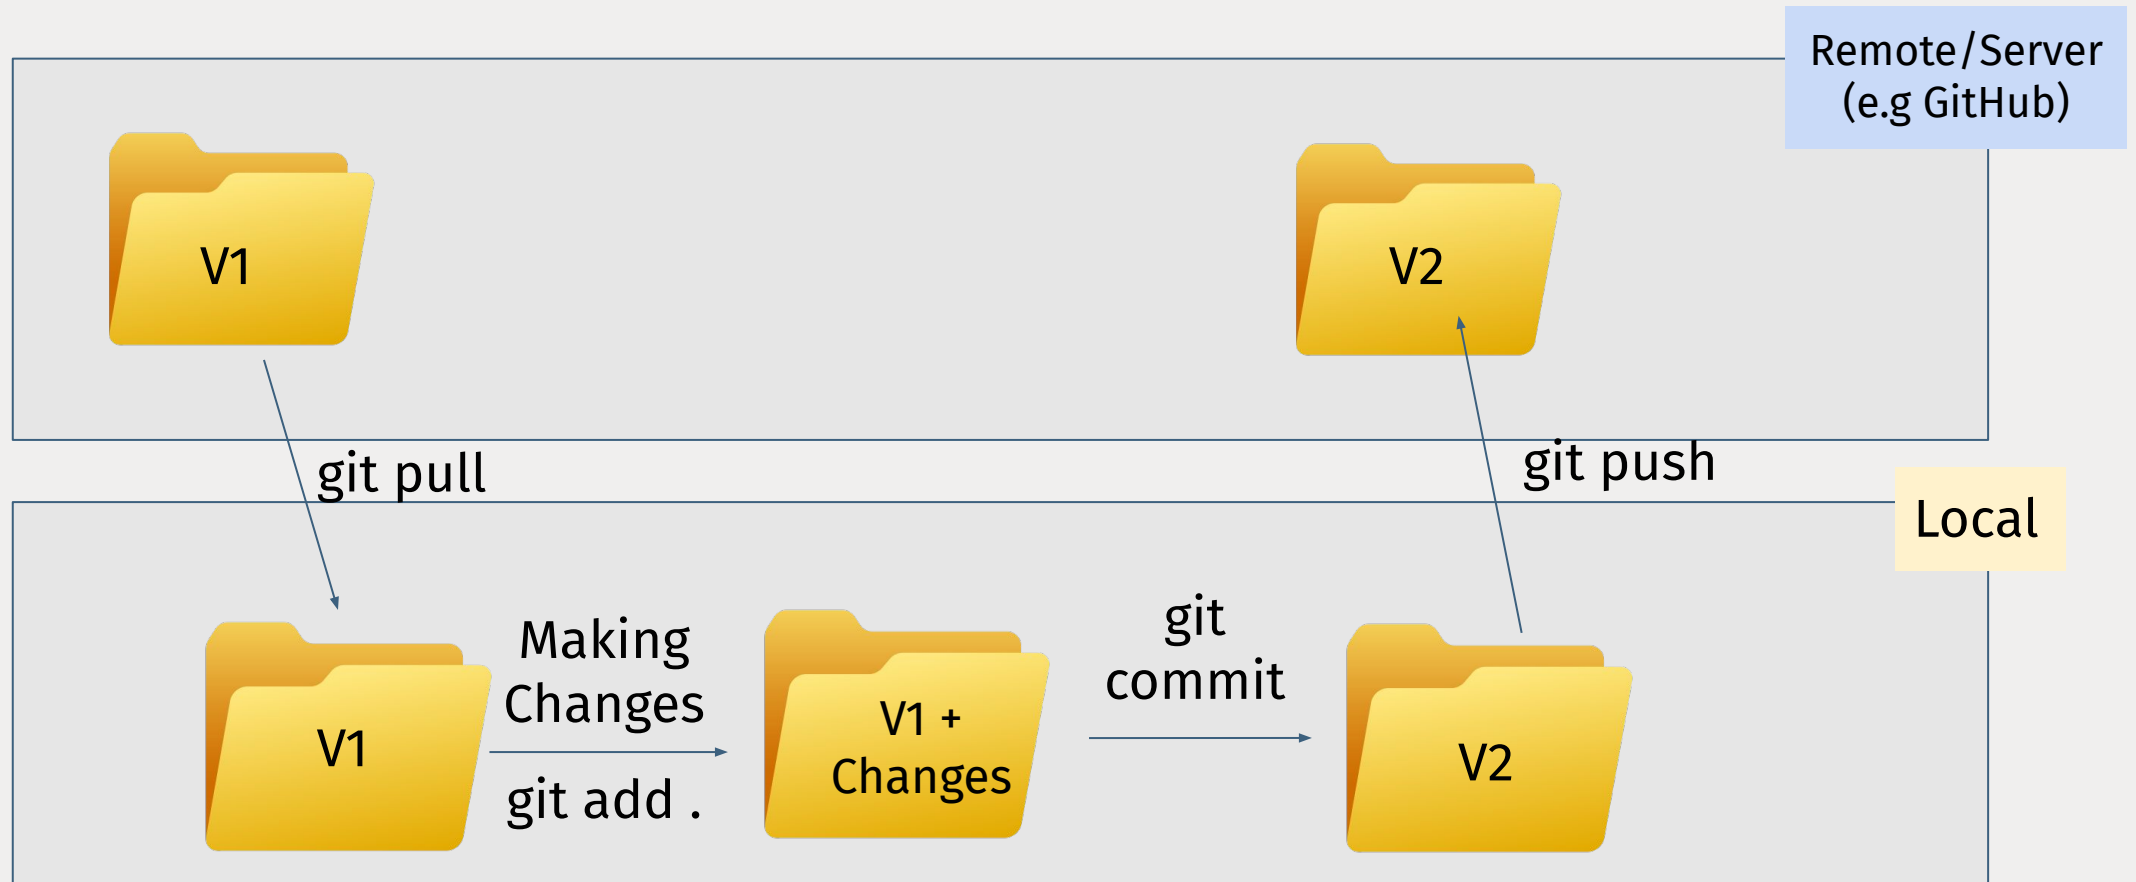 Remote/Server
(e.g GitHub)
V1
V2
git pull
git push
Local
Making
Changes
git add .
V1
V1 +
Changes
git
commit
V2